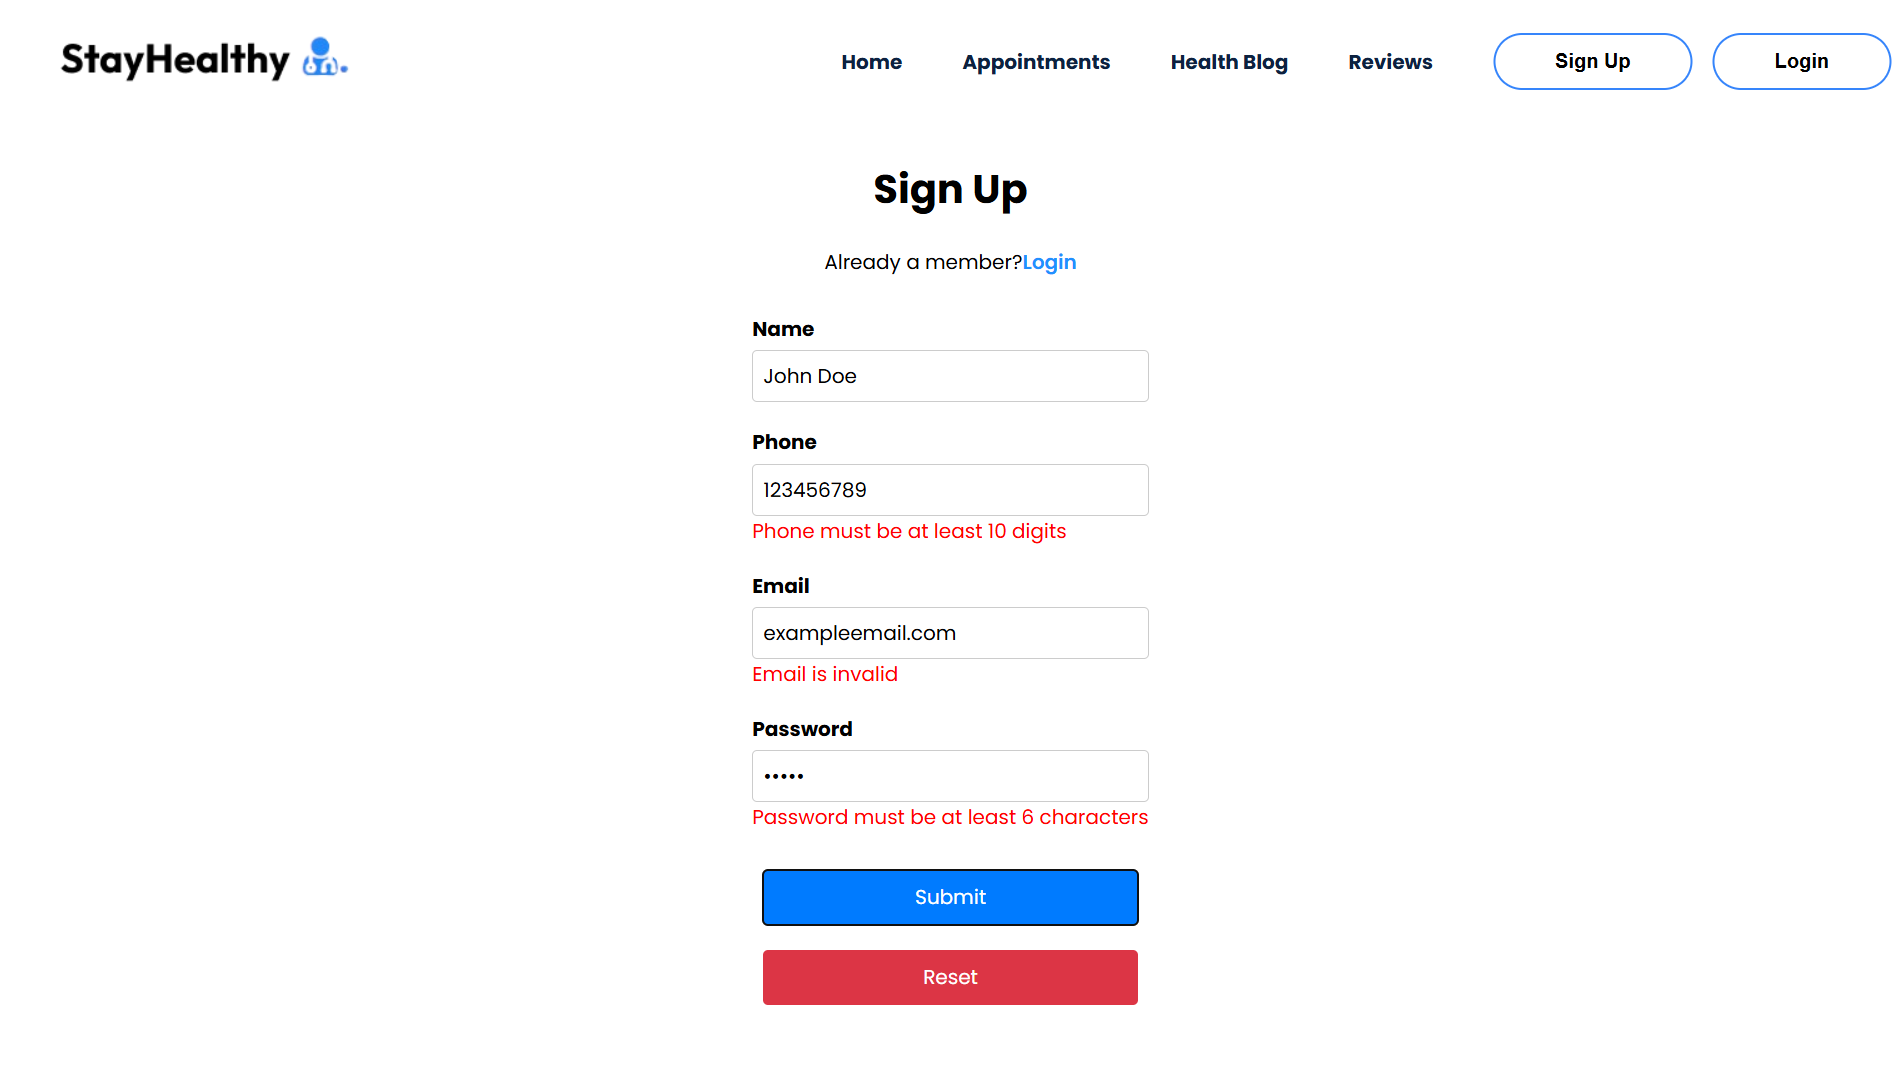 StayHealthy
Home Appointments Health Blog Reviews Sign Up Login
Sign Up
Already a member?Login
Name
John Doe
Phone
123456789
Phone must be at least 10 digits
Email
exampleemail.com
Email is invalid
Password
•••••
Password must be at least 6 characters
Submit
Reset